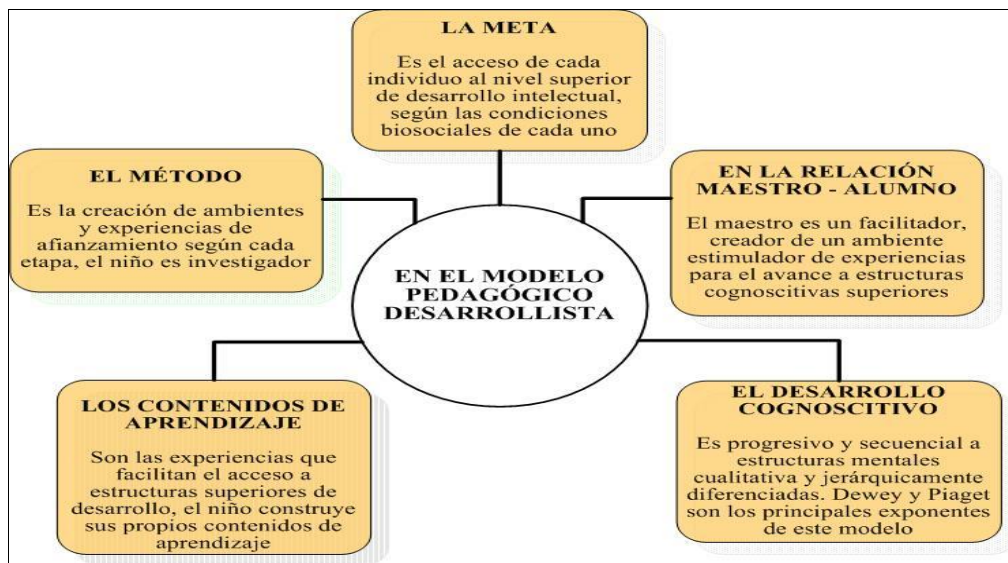 LA META
Es el acceso de cada
individuo al nivel superior
de desarrollo intelectual,
según las condiciones
biosociales de cada uno
EL MÉTODO
Es la creación de ambientes
y experiencias de
afianzamiento según cada
etapa, el niño es investigador
EN LA RELACIÓN
MAESTRO - ALUMNO
El maestro es un facilitador,
creador de un ambiente
estimulador de experiencias
para el avance a estructuras
cognoscitivas superiores
EN EL MODELO
PEDAGÓGICO
DESARROLLISTA
LOS CONTENIDOS DE
APRENDIZAJE
Son las experiencias que
facilitan el acceso a
estructuras superiores de
desarrollo, el niño construye
sus propios contenidos de
aprendizaje
EL DESARROLLO
COGNOSCITIVO
Es progresivo y secuencial a
estructuras mentales
cualitativa y jerárquicamente
diferenciadas. Dewey y Piaget
son los principales exponentes
de este modelo